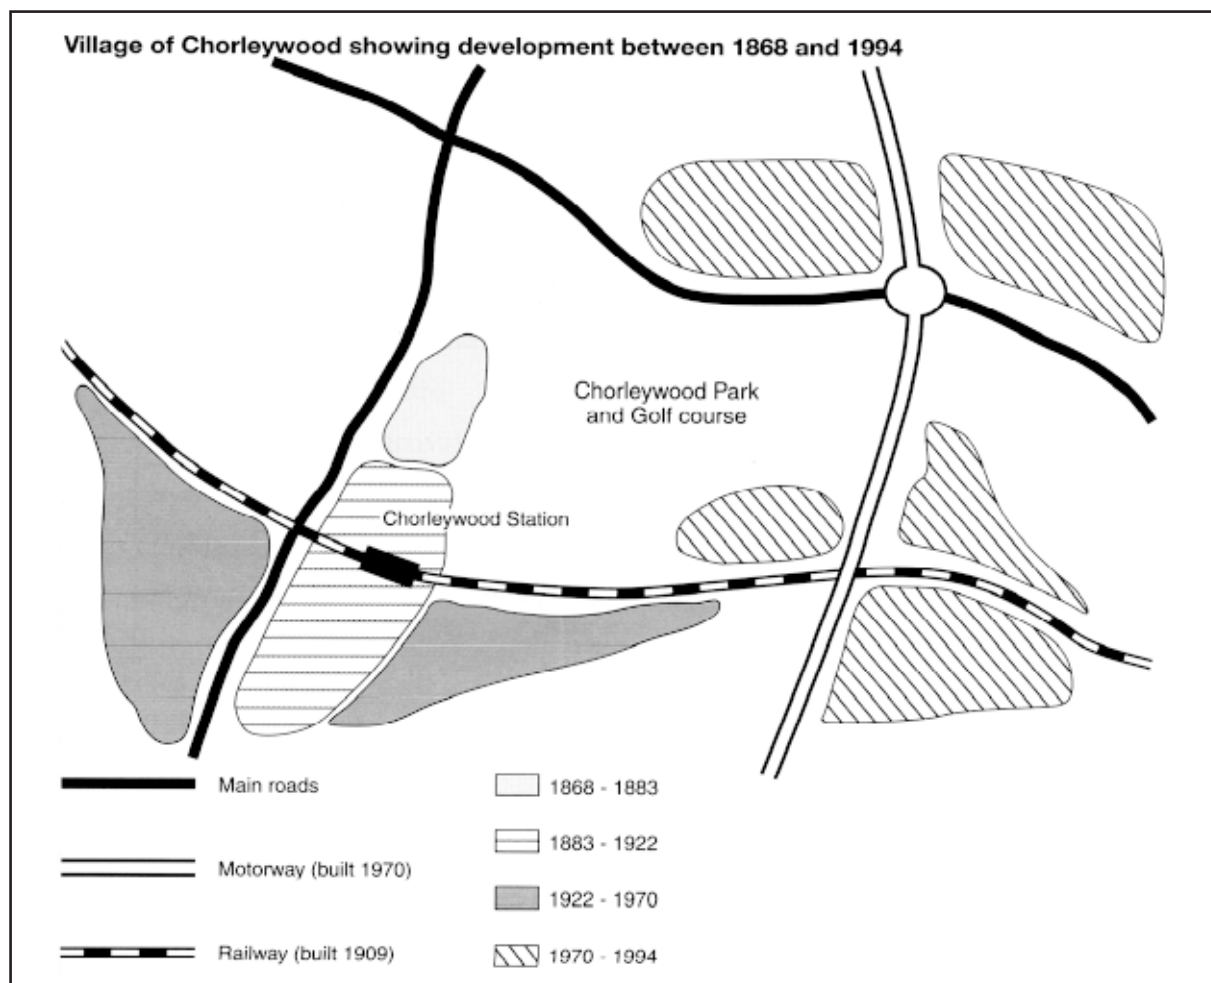 Village of Chorleywood showing development between 1868 and 1994
Chorleywood Park
and Golf course
Chorleywood Station
Main roads
Motorway (built 1970)
Railway (built 1909)
1868 - 1883
1883 - 1922
1922 - 1970
1970 - 1994